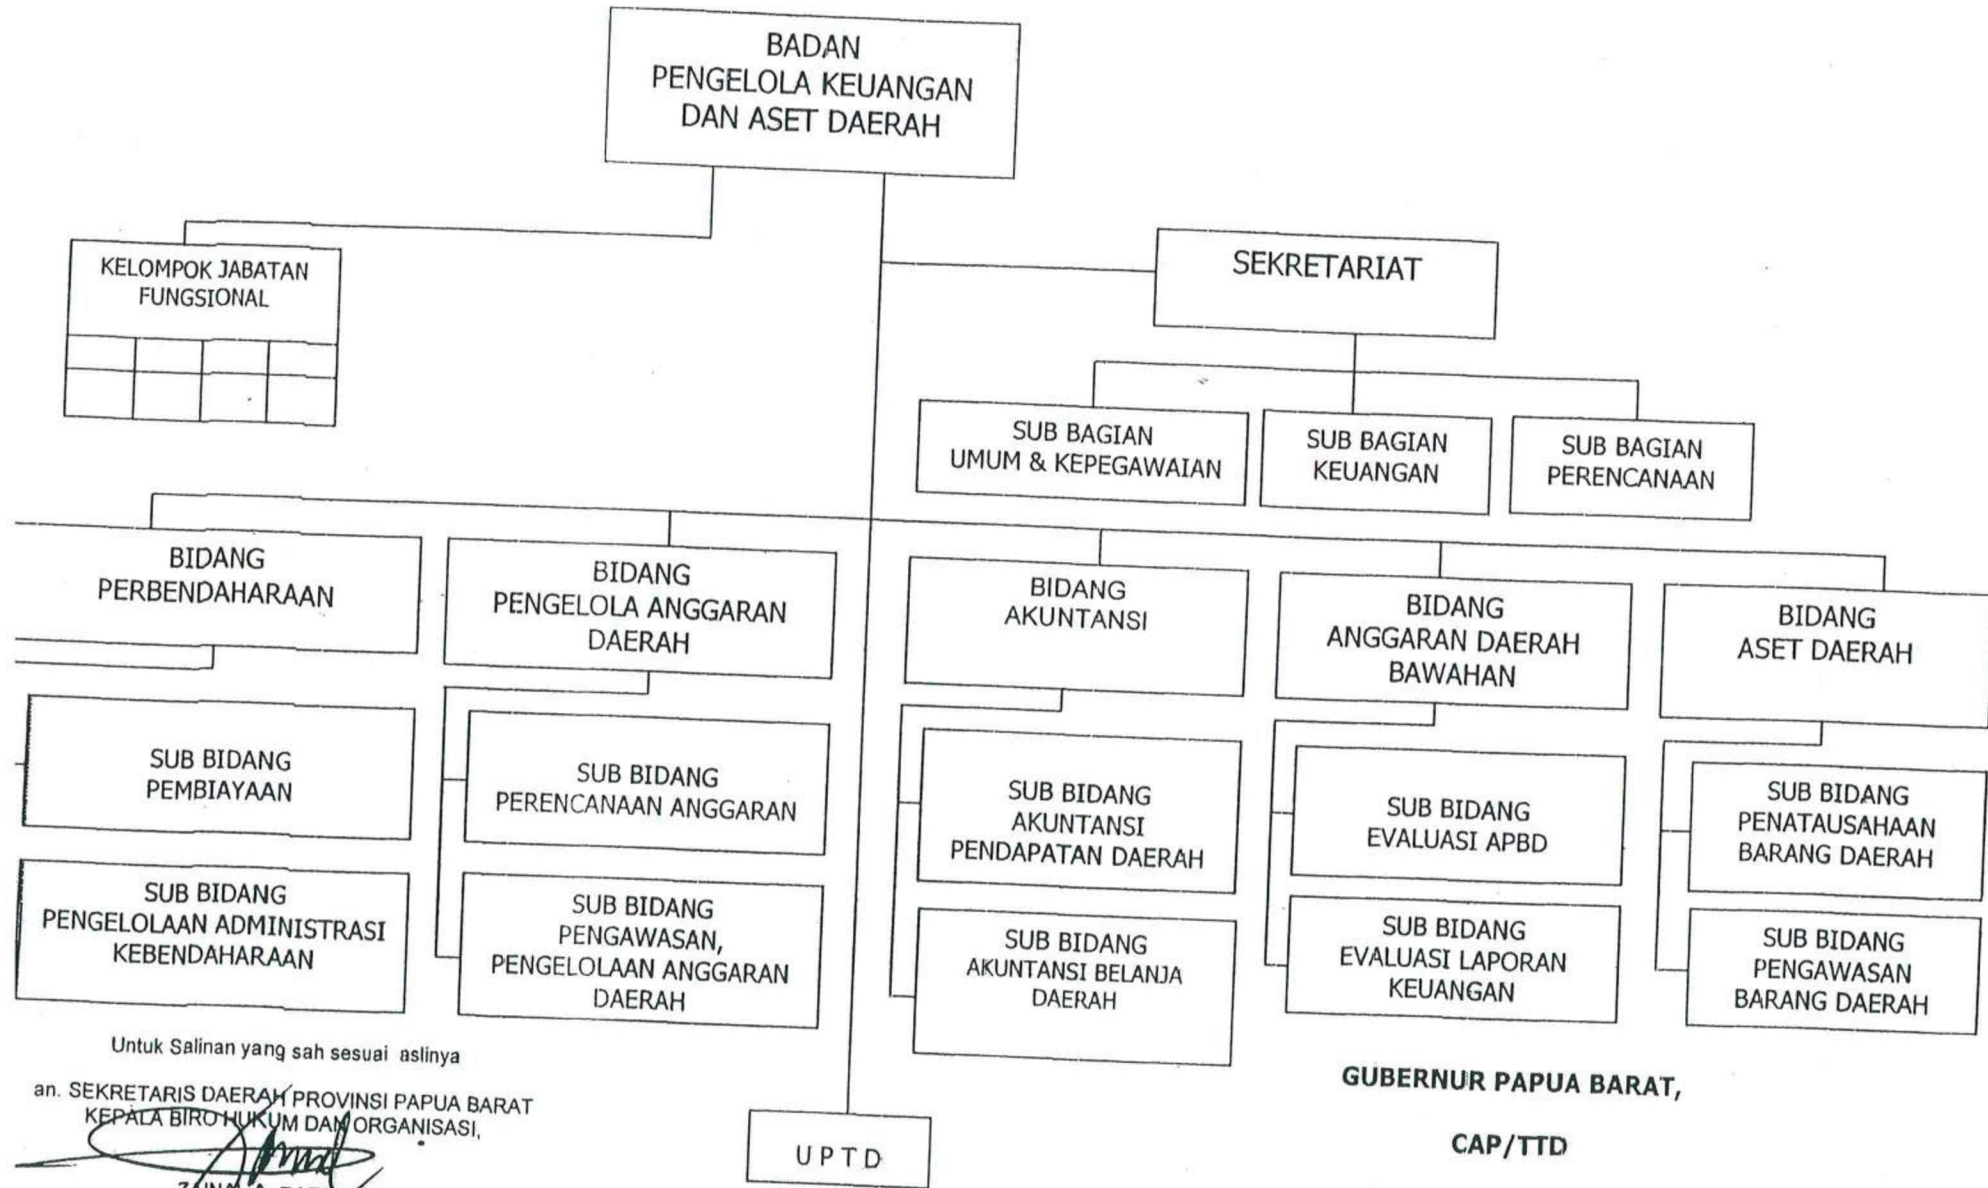 BADAN
PENGELOLA KEUANGAN
DAN ASET DAERAH
KELOMPOK JABATAN
FUNGSIONAL
SEKRETARIAT
SUB BAGIAN
UMUM & KEPEGAWAIAN
SUB BAGIAN
KEUANGAN
SUB BAGIAN
PERENCANAAN
BIDANG
PERBENDAHARAAN
BIDANG
PENGELOLA ANGGARAN
DAERAH
BIDANG
AKUNTANSI
BIDANG
ANGGARAN DAERAH
BAWAHAN
BIDANG
ASET DAERAH
SUB BIDANG
PEMBIAYAAN
SUB BIDANG
PERENCANAAN ANGGARAN
SUB BIDANG
AKUNTANSI
PENDAPATAN DAERAH
SUB BIDANG
EVALUASI APBD
SUB BIDANG
PENATAUSAHAAN
BARANG DAERAH
SUB BIDANG
PENGELOLAAN ADMINISTRASI
KEBENDAHARAAN
SUB BIDANG
PENGAWASAN,
PENGELOLAAN ANGGARAN
DAERAH
SUB BIDANG
AKUNTANSI BELANJA
DAERAH
SUB BIDANG
EVALUASI LAPORAN
KEUANGAN
SUB BIDANG
PENGAWASAN
BARANG DAERAH
Untuk Salinan yang sah sesuai aslinya
an. SEKRETARIS DAERAH PROVINSI PAPUA BARAT
KEPALA BIRO HUKUM DAN ORGANISASI,
U P T D
GUBERNUR PAPUA BARAT,
CAP/TTD